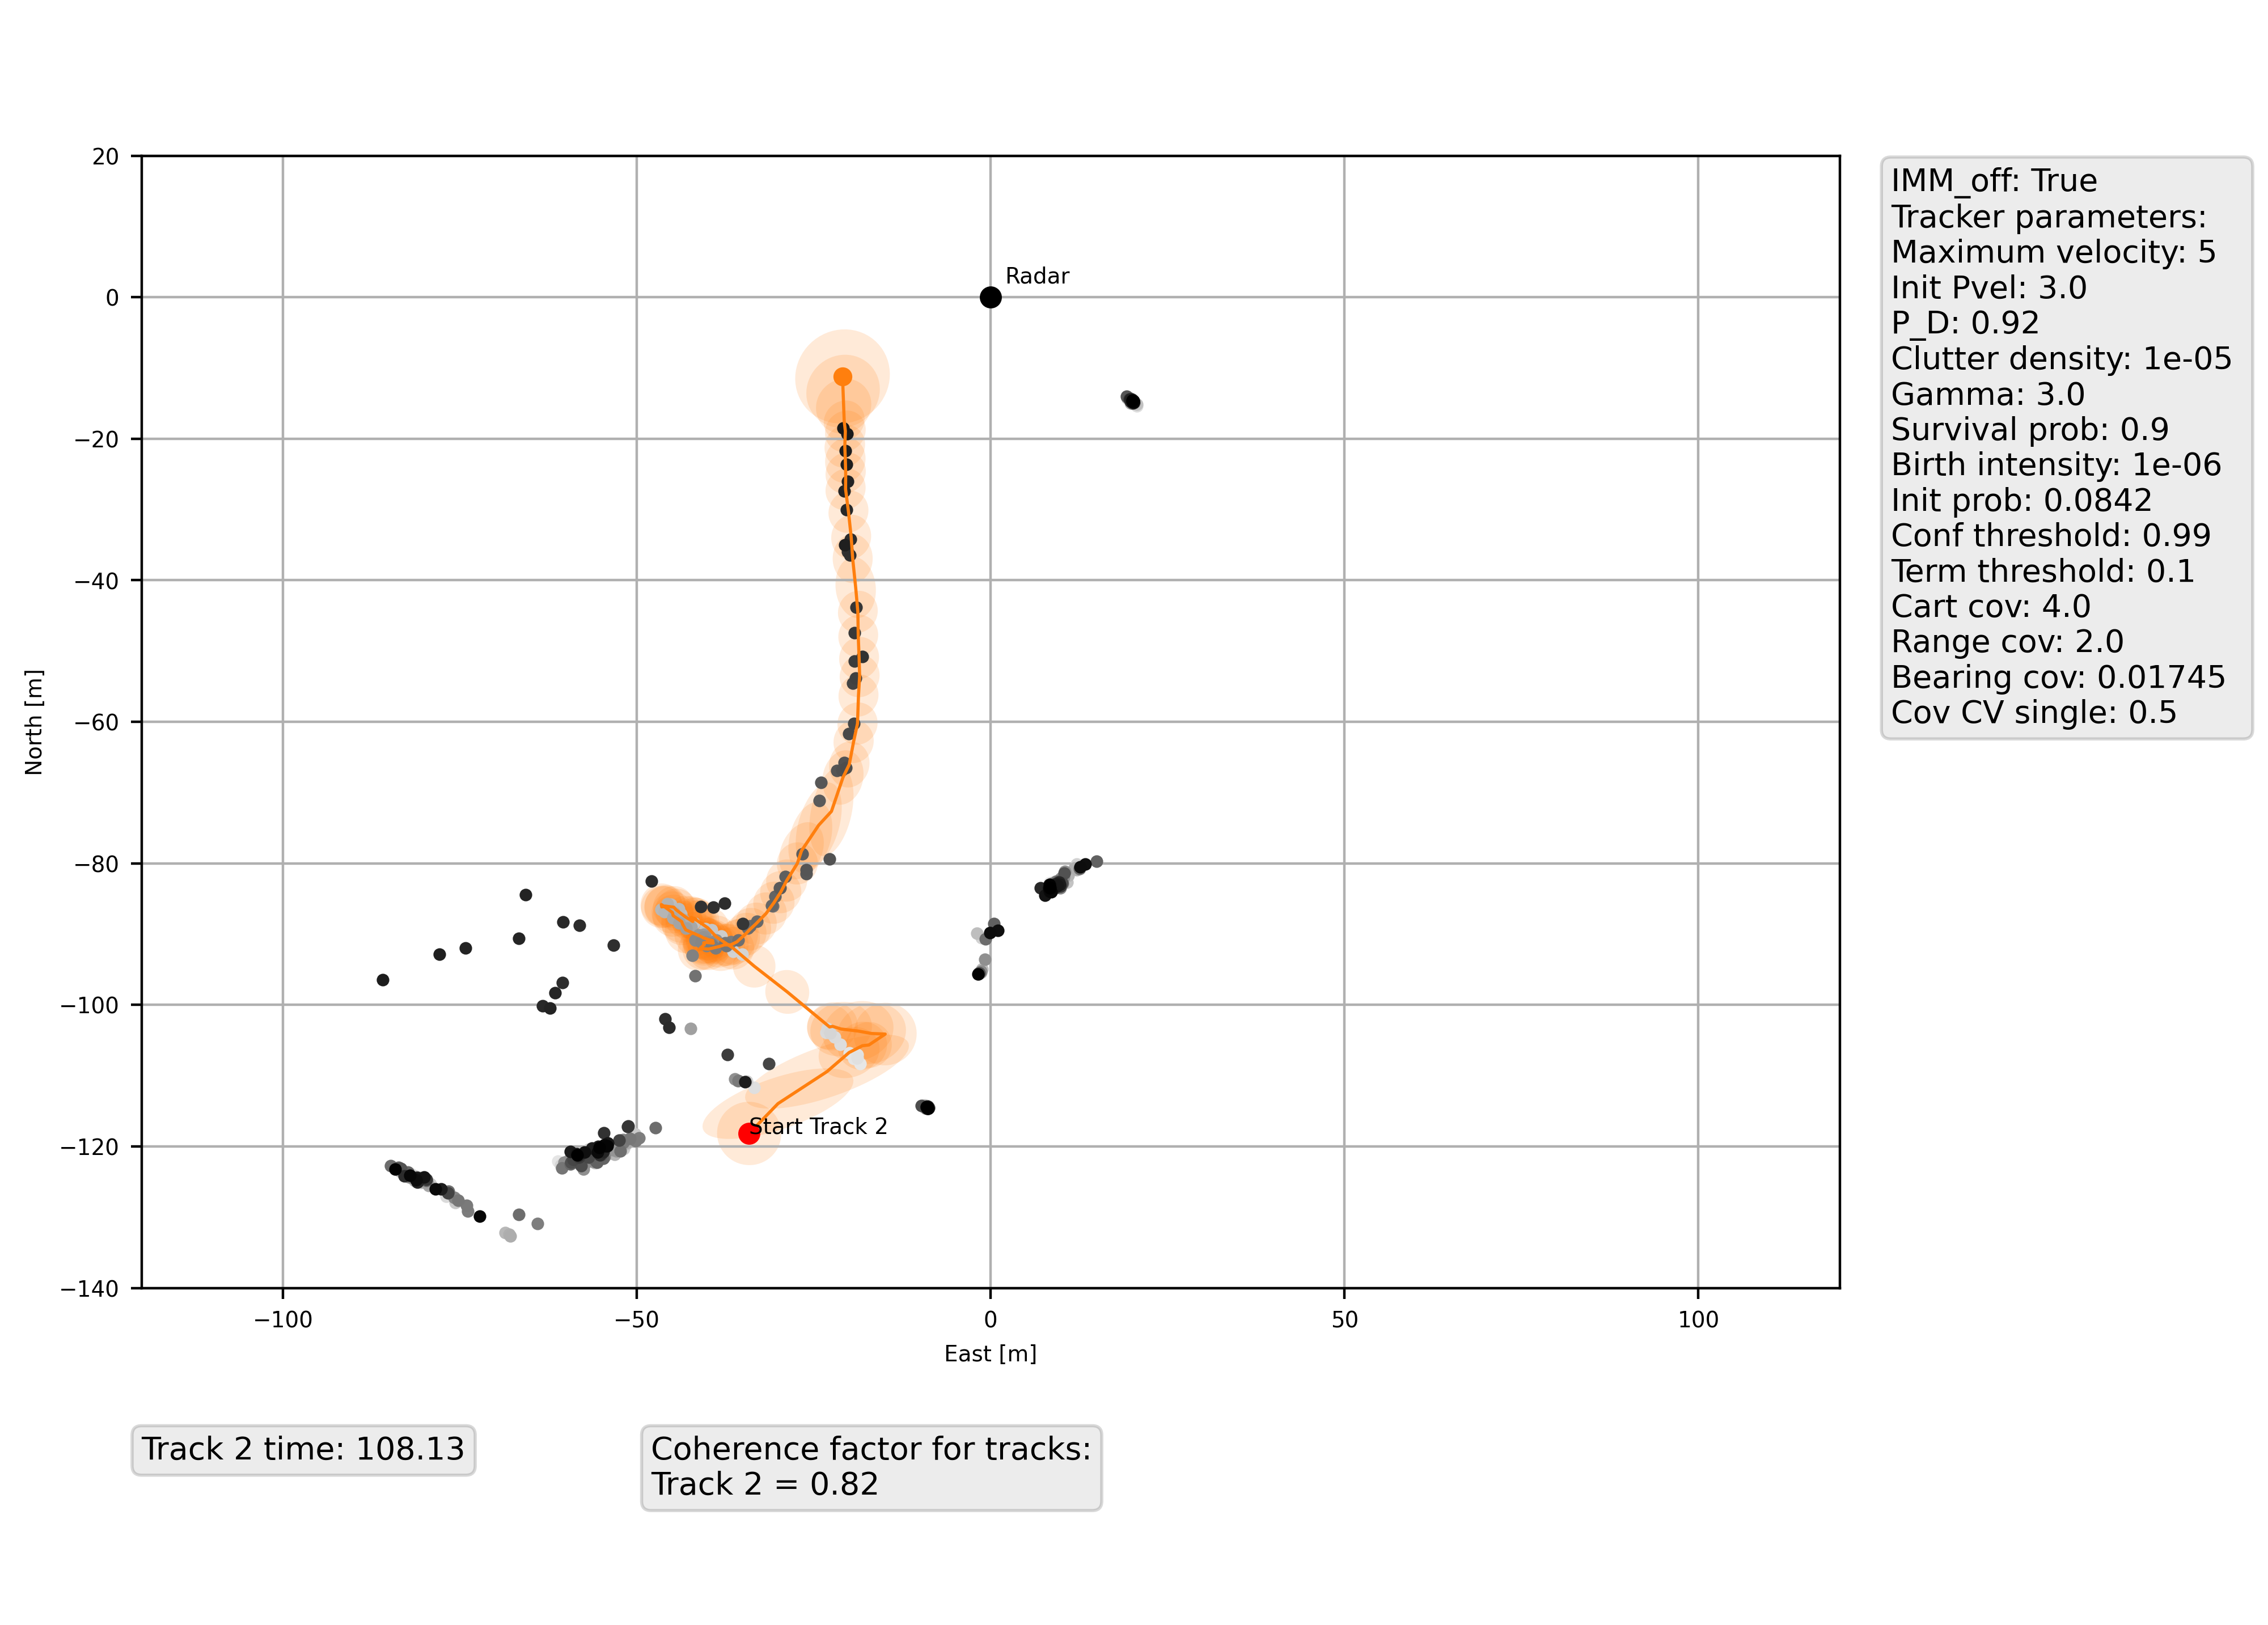 20
0
−20
−40
−60
−80
−100
−120
−140
North [m]
−100
−50
0
50
100
East [m]
Radar
Start Track 2
IMM_off: True
Tracker parameters:
Maximum velocity: 5
Init Pvel: 3.0
P_D: 0.92
Clutter density: 1e-05
Gamma: 3.0
Survival prob: 0.9
Birth intensity: 1e-06
Init prob: 0.0842
Conf threshold: 0.99
Term threshold: 0.1
Cart cov: 4.0
Range cov: 2.0
Bearing cov: 0.01745
Cov CV single: 0.5
Track 2 time: 108.13
Coherence factor for tracks:
Track 2 = 0.82